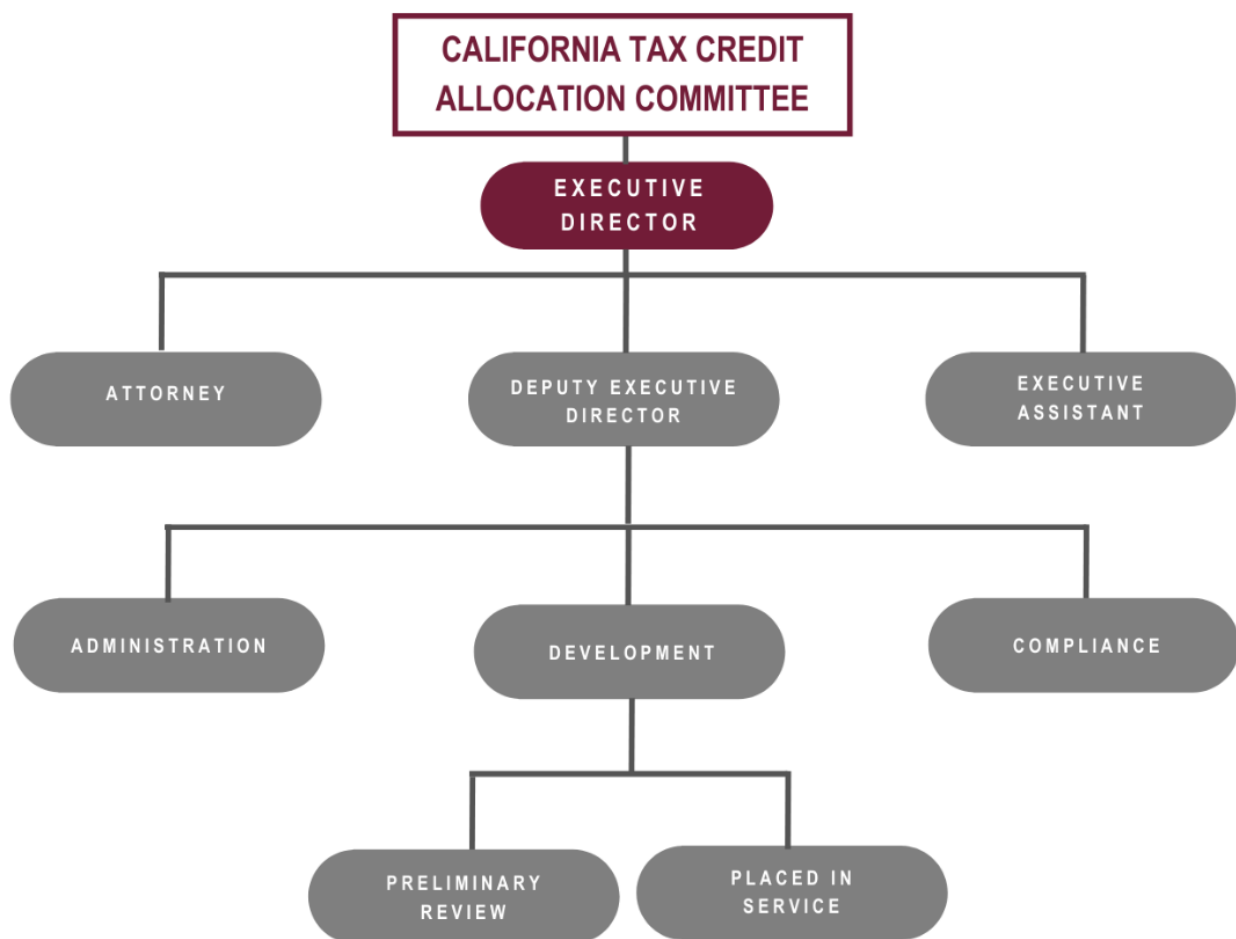 CALIFORNIA TAX CREDIT
ALLOCATION COMMITTEE
EXECUTIVE
DIRECTOR
ATTORNEY
DEPUTY EXECUTIVE
DIRECTOR
EXECUTIVE
ASSISTANT
ADMINISTRATION
DEVELOPMENT
COMPLIANCE
PRELIMINARY
REVIEW
PLACED IN
SERVICE